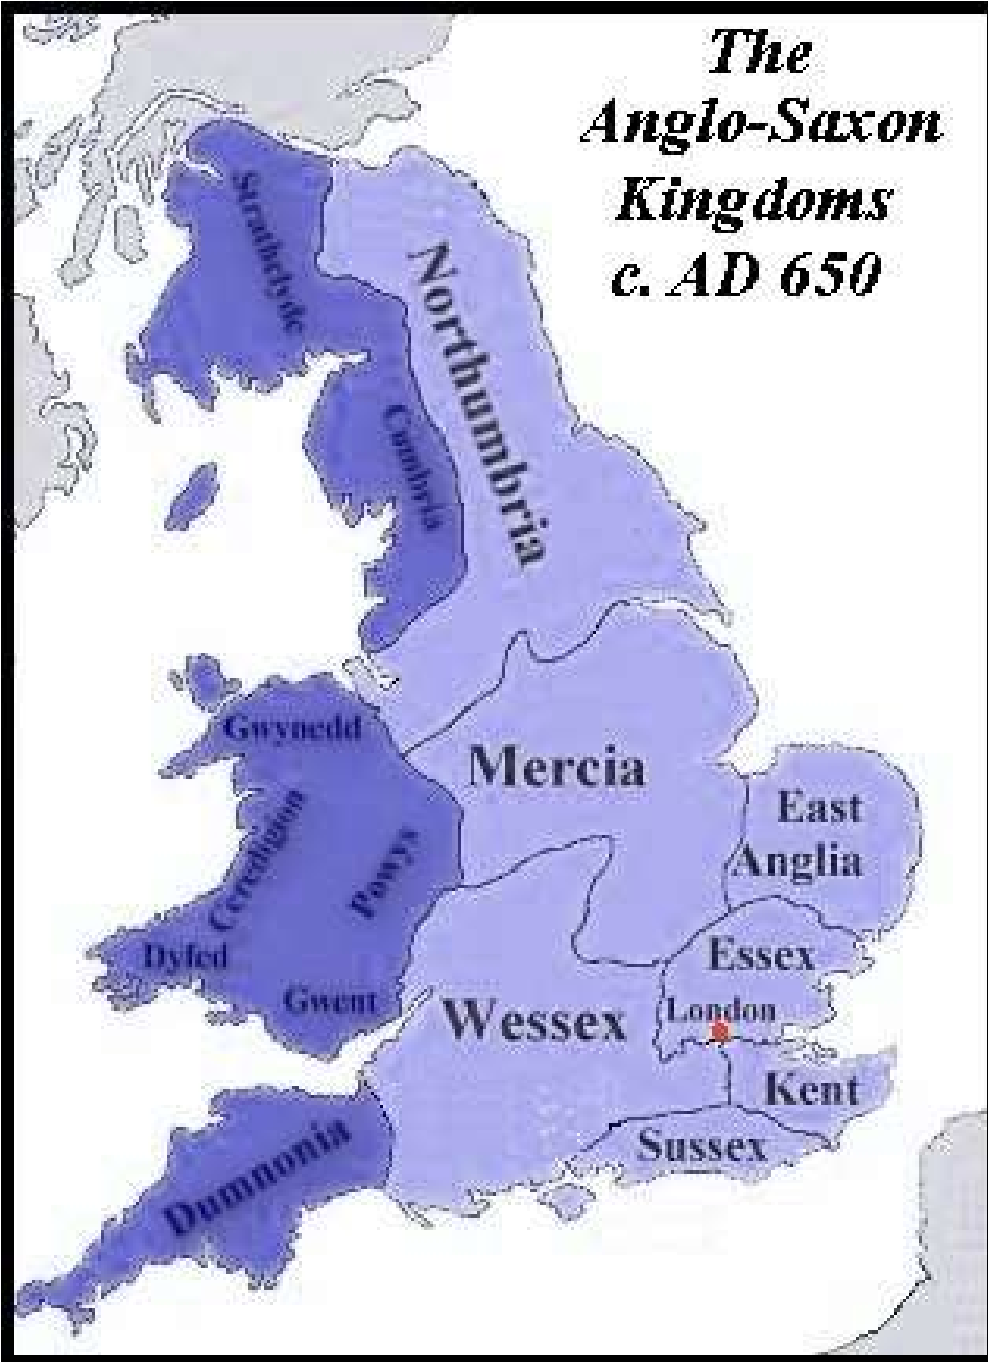 The
Anglo-Saxon
Kingdoms
c. AD 650
Strathclyde
Northumbria
Cumbria
Gwynedd
Mercia
East
Anglia
Ceredigion
Powys
Dyfed
Essex
Gwent
Wessex
London
Kent
Sussex
Dumnonia